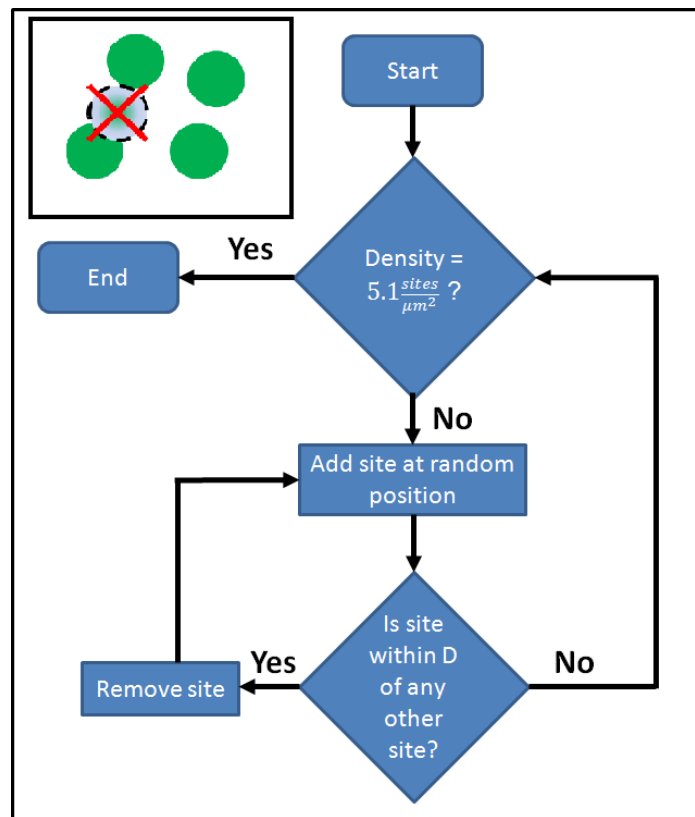 Start
Density =
5.1 sites/μm² ?
Yes
End
No
Add site at random
position
Is site
within D
of any
other
site?
Yes
No
Remove site